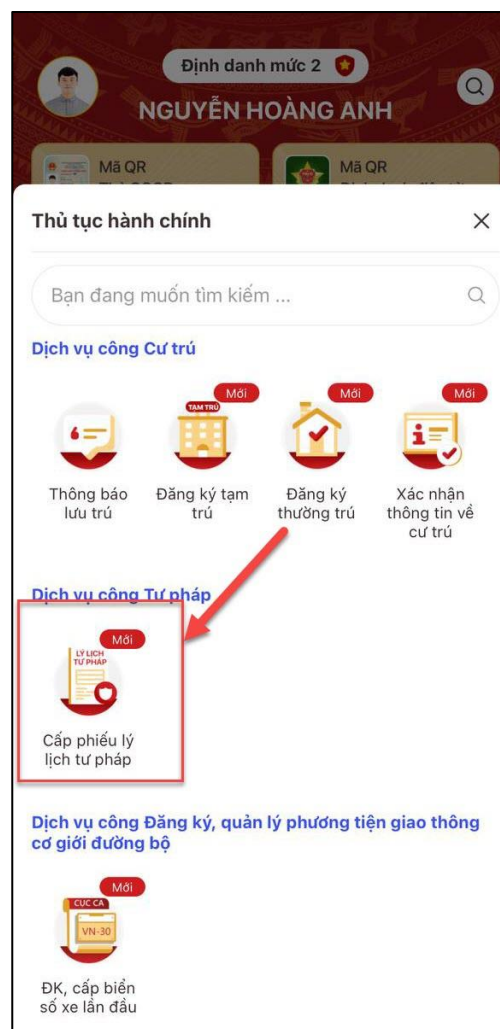 Định danh mức 2
NGUYỄN HOÀNG ANH
Mã QR
Mã QR
Thủ tục hành chính
Bạn đang muốn tìm kiếm ...
Dịch vụ công Cư trú
Mới
Mới
Mới
TẠM TRÚ
Thông báo
lưu trú
Đăng ký tạm
trú
Đăng ký
thường trú
Xác nhận
thông tin về
cư trú
Dịch vụ công Tư pháp
Mới
LÝ LỊCH
TƯ PHÁP
Cấp phiếu lý
lịch tư pháp
Dịch vụ công Đăng ký, quản lý phương tiện giao thông
cơ giới đường bộ
Mới
CỤC CA
VN-30
ĐK, cấp biển
số xe lần đầu